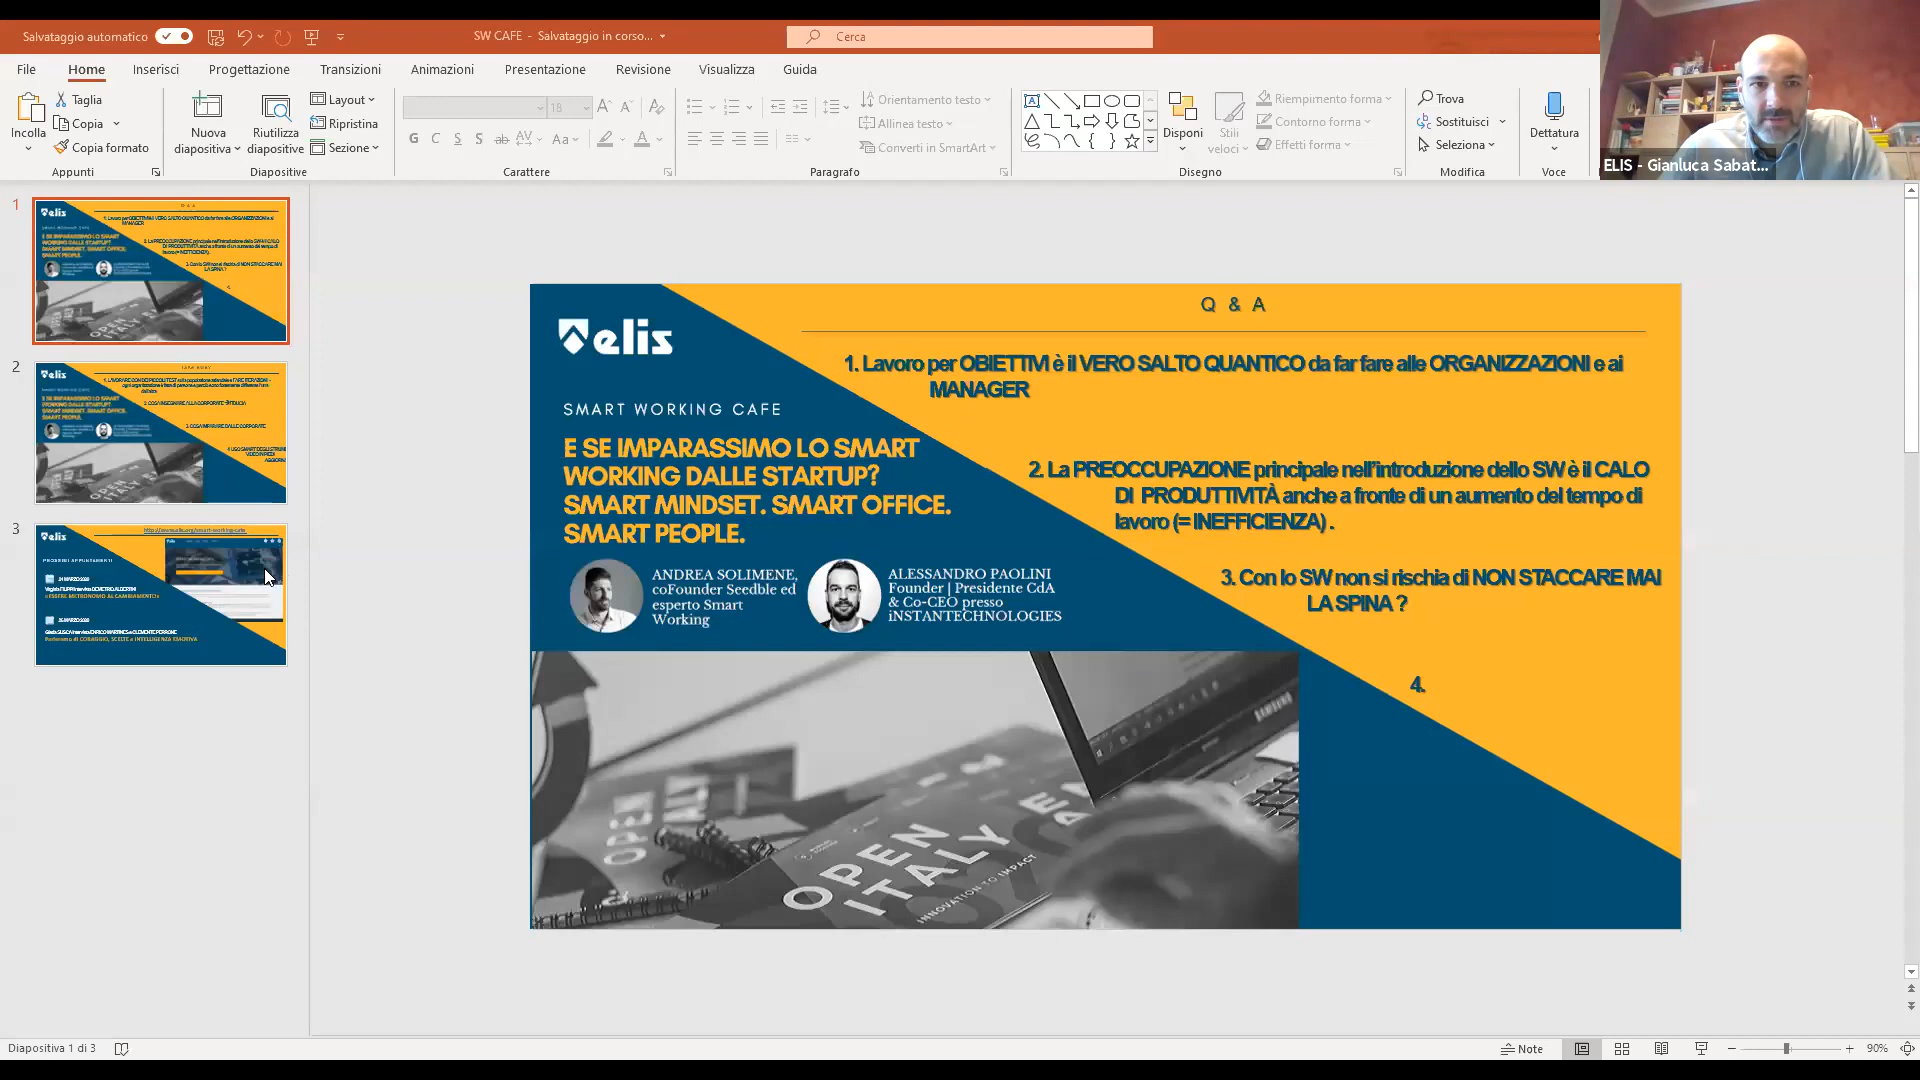 Salvataggio automatico
SW CAFE - Salvataggio in corso...
Cerca
File Home Inserisci Progettazione Transizioni Animazioni Presentazione Revisione Visualizza Guida
Incolla
Taglia
Copia
Copia formato
Appunti
Nuova diapositiva
Riutilizza diapositive
Layout
Ripristina
Sezione
Diapositive
18
G C S S ab AV Aa A
Carattere
Orientamento testo
Allinea testo
Converti in SmartArt
Paragrafo
Disponi
Stili veloci
Riempimento forma
Contorno forma
Effetti forma
Disegno
Trova
Sostituisci
Seleziona
Modifica
Dettatura
Voce
ELIS - Gianluca Sabat...
1
2
3
elis
SMART WORKING CAFE
E SE IMPARASSIMO LO SMART
WORKING DALLE STARTUP?
SMART MINDSET. SMART OFFICE.
SMART PEOPLE.
ANDREA SOLIMENE,
coFounder Seedble ed
esperto Smart
Working
ALESSANDRO PAOLINI
Founder | Presidente CdA
& Co-CEO presso
iNSTANTECHNOLOGIES
Q & A
1. Lavoro per OBIETTIVI è il VERO SALTO QUANTICO da far fare alle ORGANIZZAZIONI e ai
MANAGER
2. La PREOCCUPAZIONE principale nell'introduzione dello SW è il CALO
DI PRODUTTIVITÀ anche a fronte di un aumento del tempo di
lavoro (= INEFFICIENZA) .
3. Con lo SW non si rischia di NON STACCARE MAI
LA SPINA ?
4.
OPEN
ITALY
INNOVATION TO IMPACT
SAMSUNG
Diapositiva 1 di 3
Note
90%